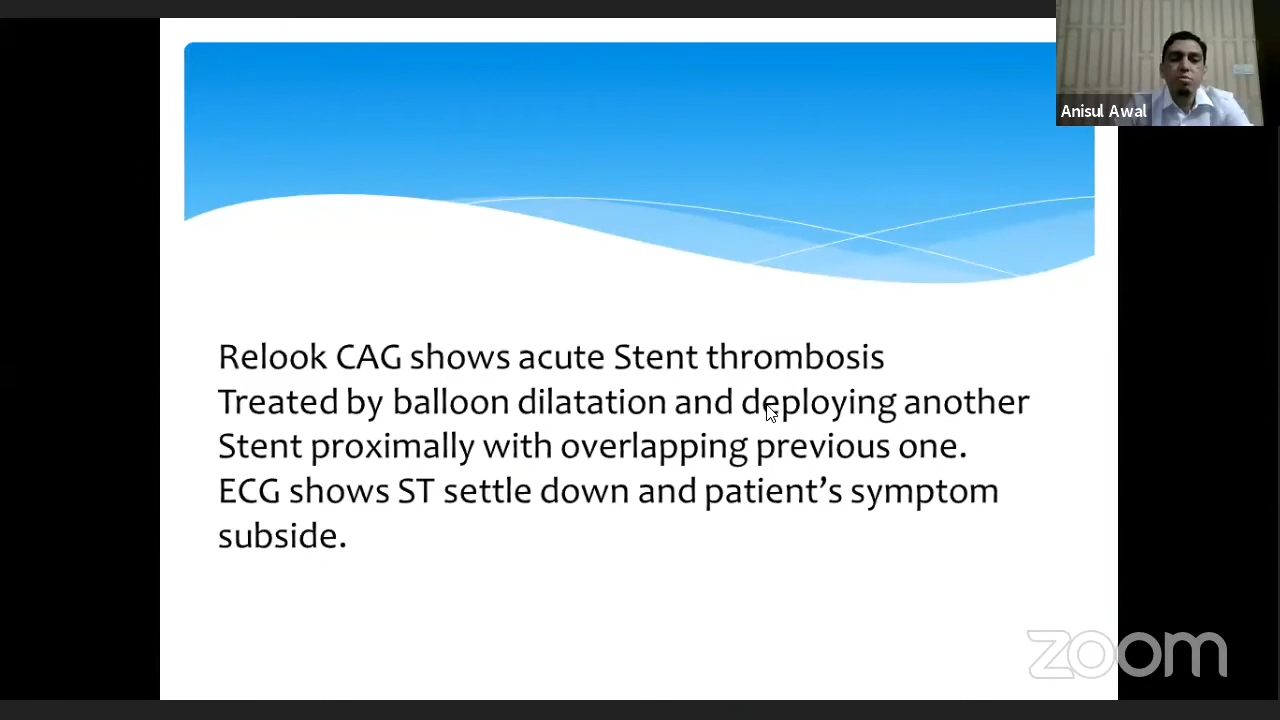 Anisul Awal
Relook CAG shows acute Stent thrombosis
Treated by balloon dilatation and deploying another
Stent proximally with overlapping previous one.
ECG shows ST settle down and patient’s symptom
subside.
zoom